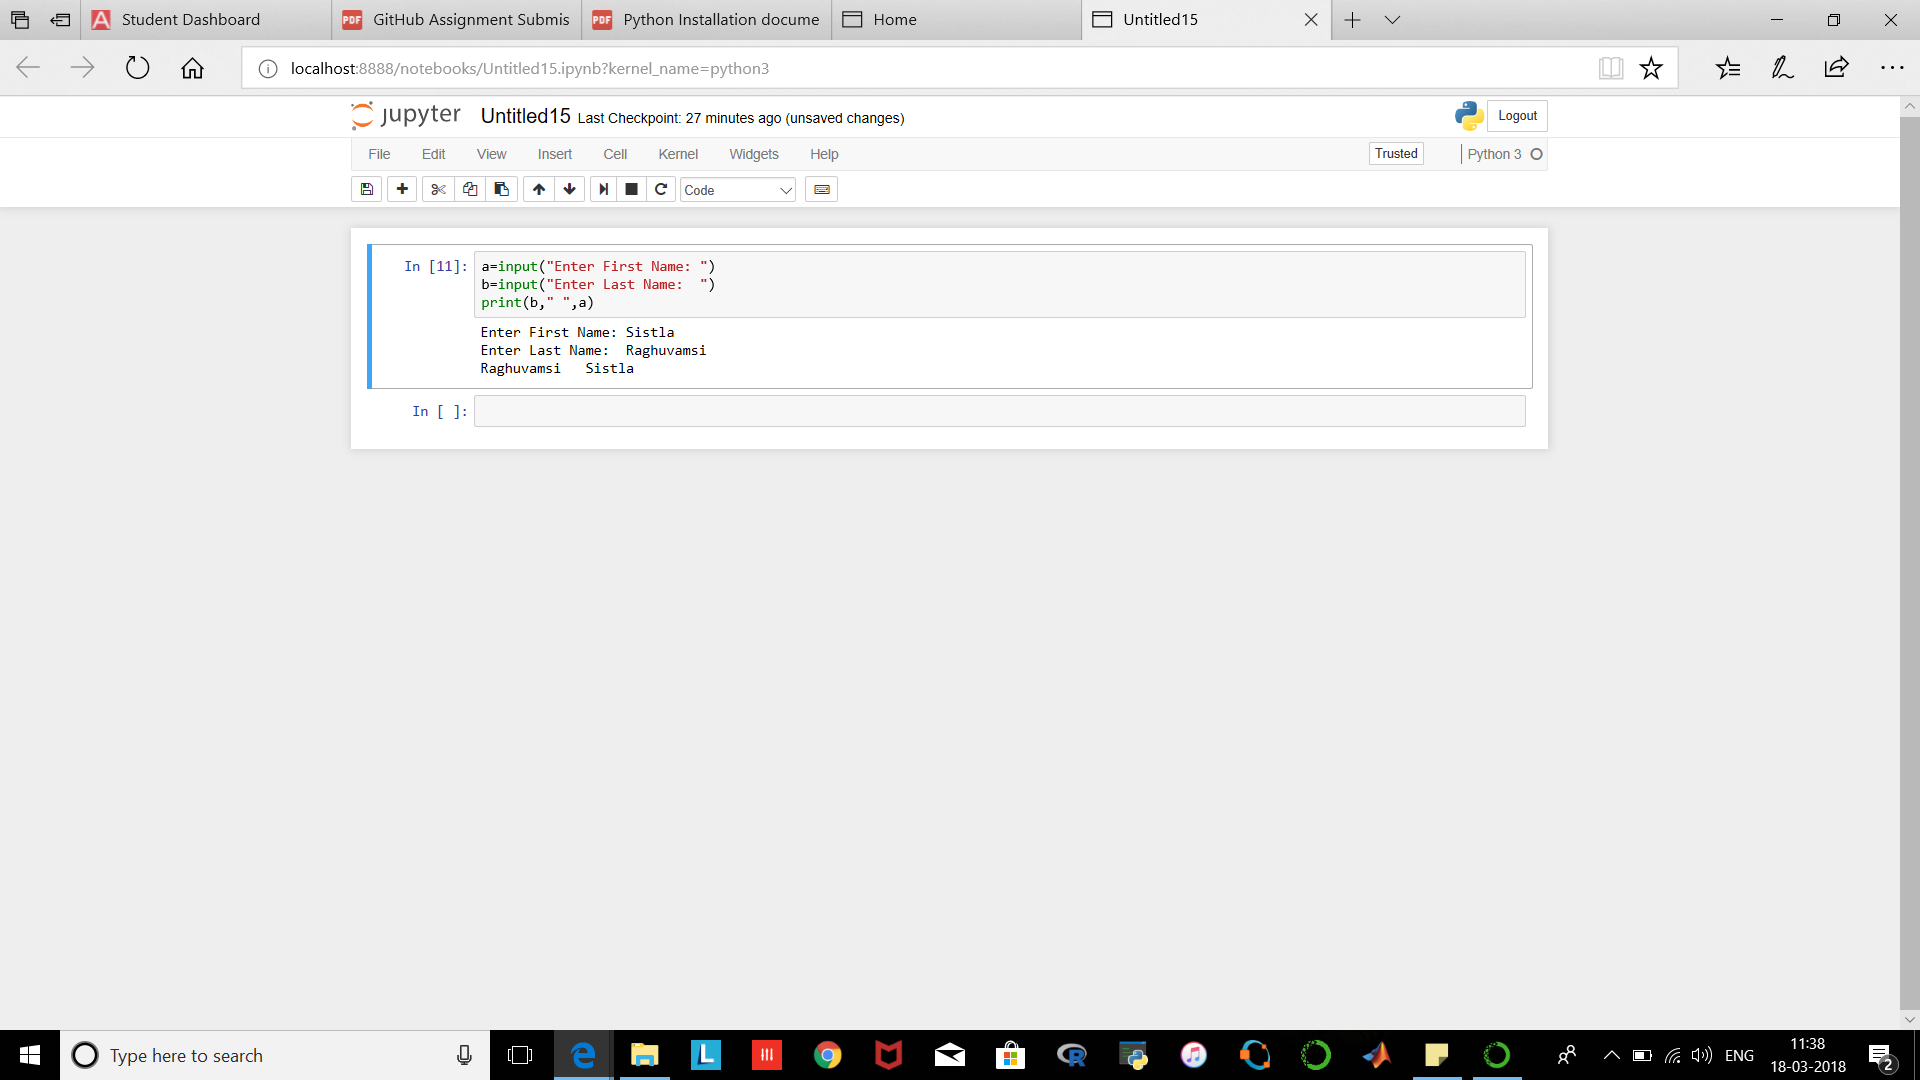 Student Dashboard
PDF GitHub Assignment Submis
PDF Python Installation docume
Home
Untitled15
localhost:8888/notebooks/Untitled15.ipynb?kernel_name=python3
jupyter Untitled15 Last Checkpoint: 27 minutes ago (unsaved changes)
Logout
File Edit View Insert Cell Kernel Widgets Help
Trusted Python 3
Code
In [11]: a=input("Enter First Name: ")
b=input("Enter Last Name:  ")
print(b," ",a)
Enter First Name: Sistla
Enter Last Name:  Raghuvamsi
Raghuvamsi   Sistla
In [ ]:
Type here to search
ENG
11:38
18-03-2018
2